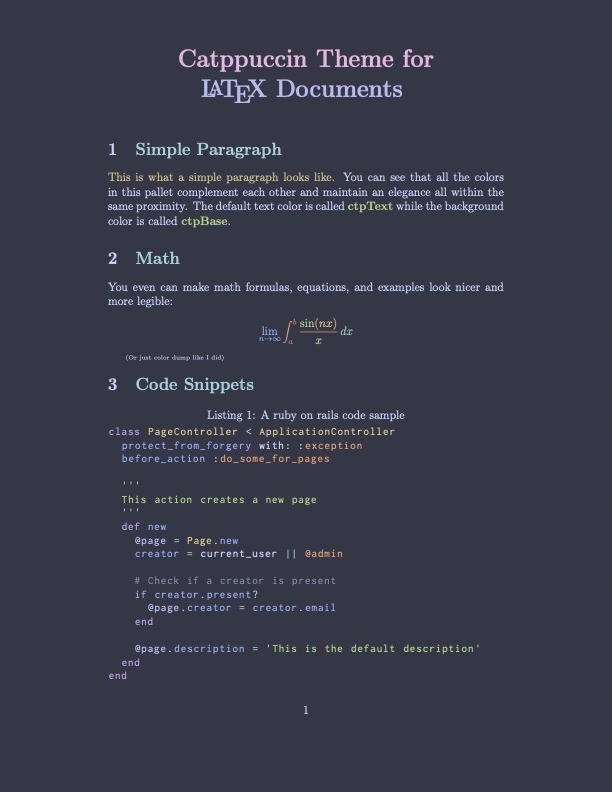 Catppuccin Theme for
LATEX Documents
1 Simple Paragraph
This is what a simple paragraph looks like. You can see that all the colors
in this pallet complement each other and maintain an elegance all within the
same proximity. The default text color is called ctpText while the background
color is called ctpBase.
2 Math
You even can make math formulas, equations, and examples look nicer and
more legible:
lim n→∞ ∫_a^b sin(nx)/x dx
(Or just color dump like I did)
3 Code Snippets
Listing 1: A ruby on rails code sample
class PageController < ApplicationController
  protect_from_forgery with: :exception
  before_action :do_some_for_pages

  '''
  This action creates a new page
  '''
  def new
    @page = Page.new
    creator = current_user || @admin

    # Check if a creator is present
    if creator.present?
      @page.creator = creator.email
    end

    @page.description = 'This is the default description'
  end
end
1